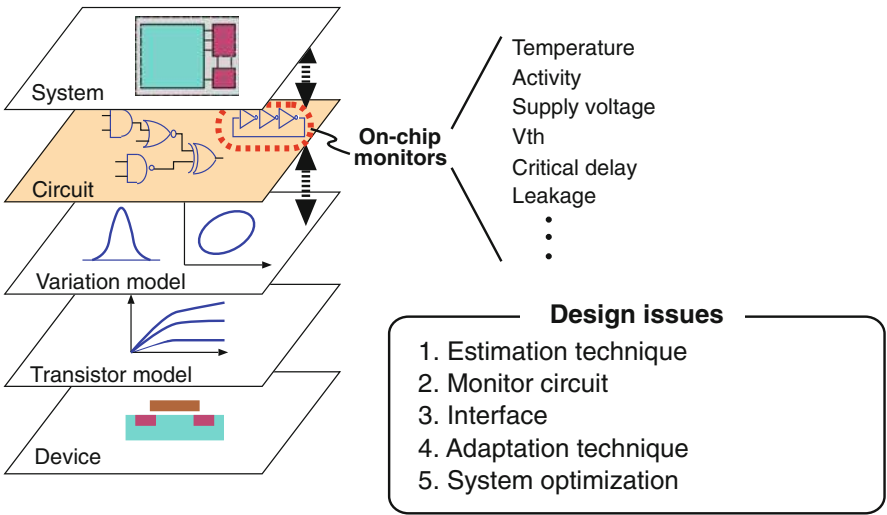 System
Circuit
Variation model
Transistor model
Device
On-chip
monitors
Temperature
Activity
Supply voltage
Vth
Critical delay
Leakage
Design issues
1. Estimation technique
2. Monitor circuit
3. Interface
4. Adaptation technique
5. System optimization